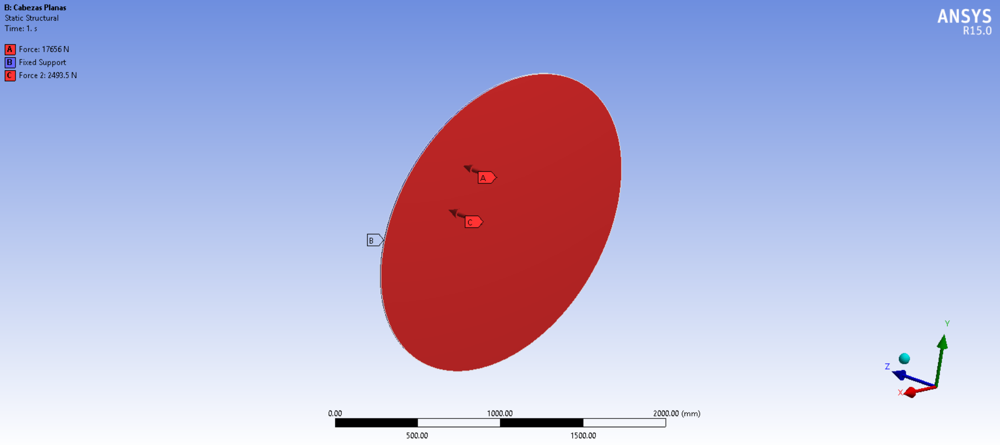 B: Cabezas Planas
Static Structural
Time: 1. s
A Force: 17656 N
B Fixed Support
C Force 2: 2493.5 N
ANSYS
R15.0
A
C
B
Y
Z
X
0.00 1000.00 2000.00 (mm)
500.00 1500.00